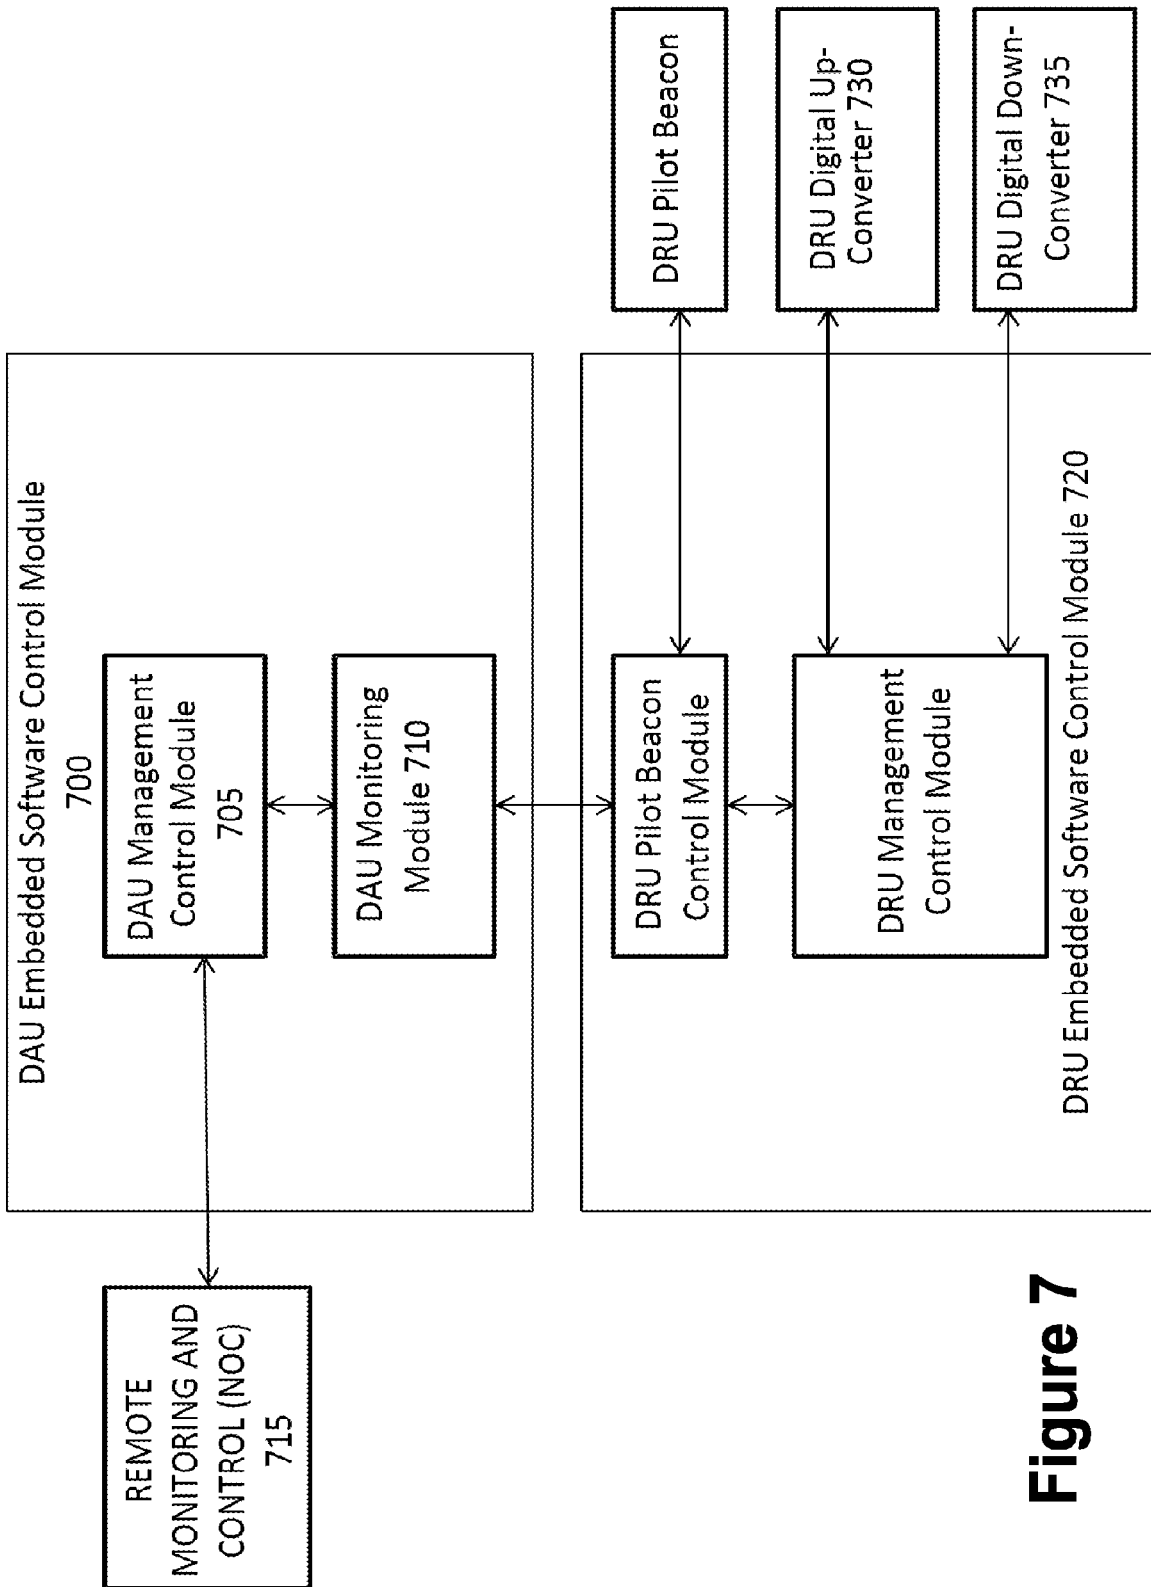 DAU Embedded Software Control Module
700
REMOTE
MONITORING AND
CONTROL (NOC)
715
DAU Management
Control Module
705
DAU Monitoring
Module 710
DRU Pilot Beacon
Control Module
DRU Pilot Beacon
DRU Management
Control Module
DRU Digital Up-
Converter 730
DRU Digital Down-
Converter 735
DRU Embedded Software Control Module 720
Figure 7